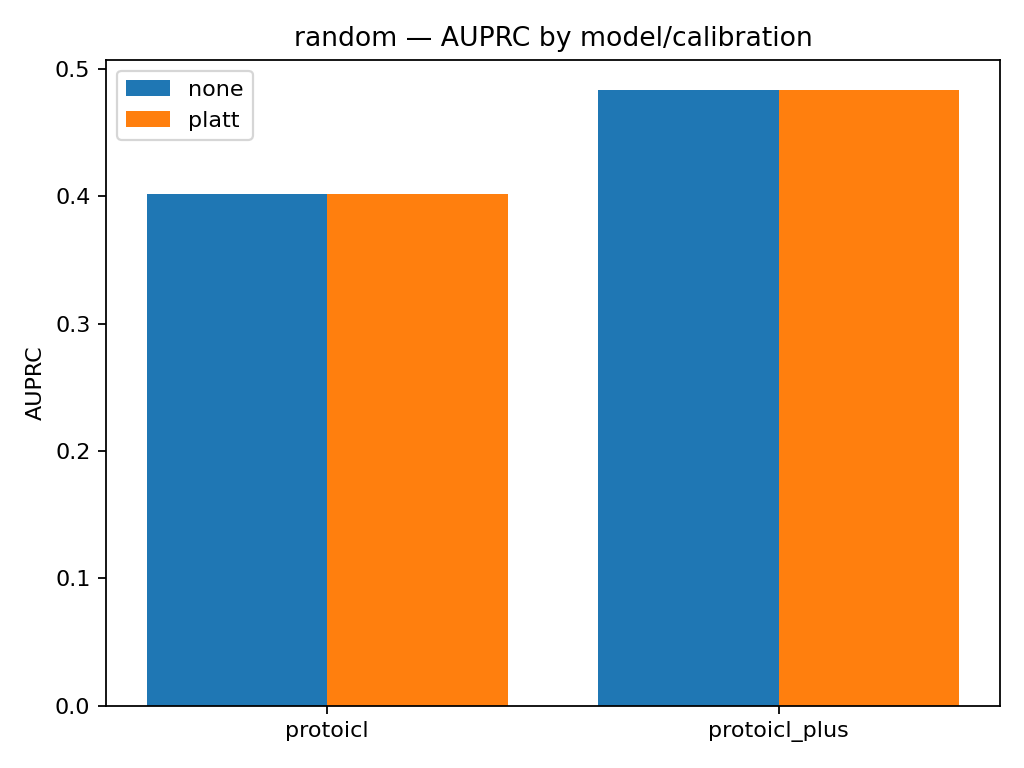 random — AUPRC by model/calibration
none
platt
AUPRC
0.5
0.4
0.3
0.2
0.1
0.0
protoicl
protoicl_plus